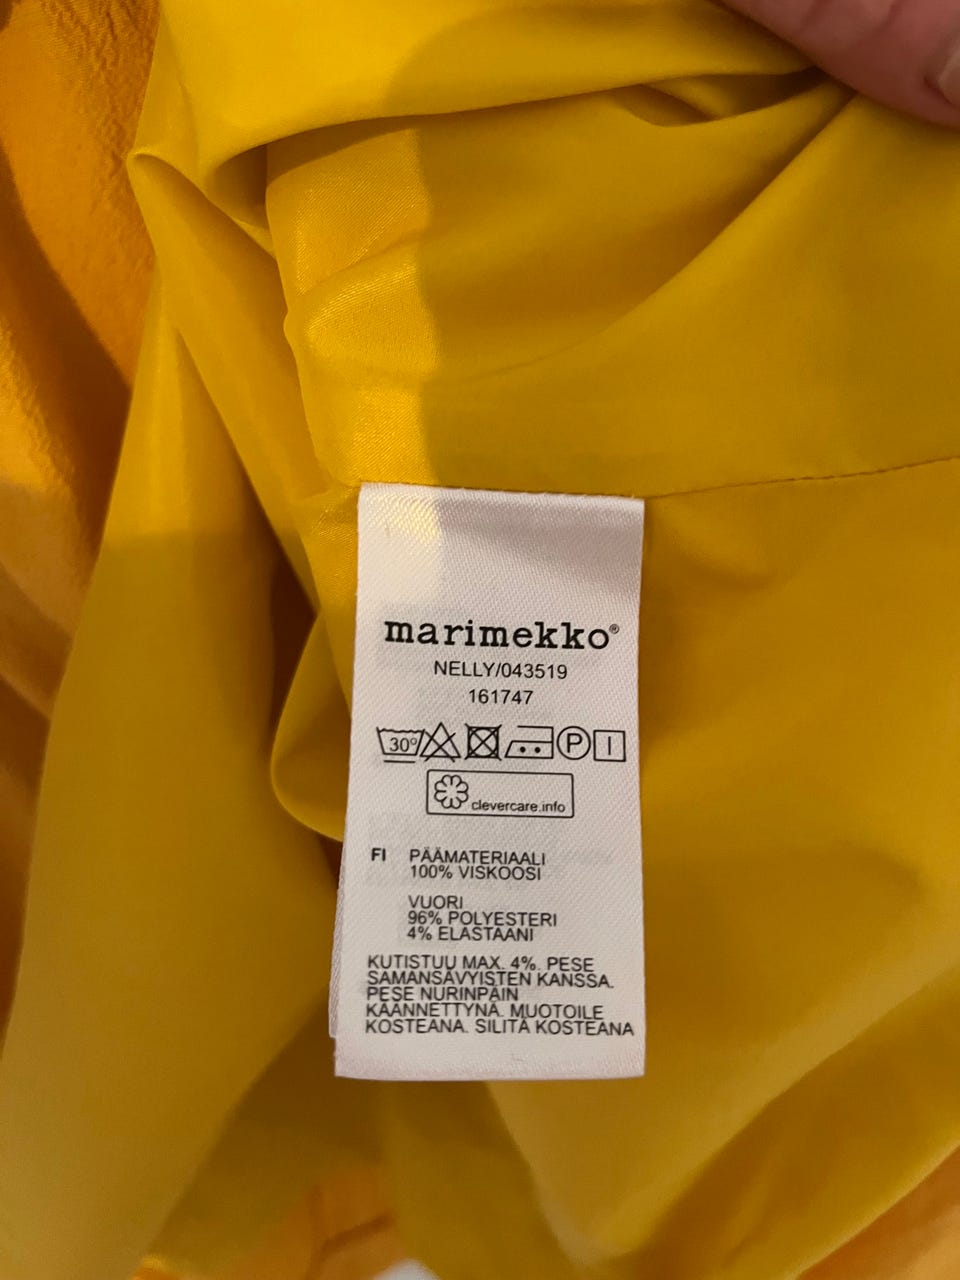 marimekko®
NELLY/043519
161747
30° P
clevercare.info
FI PÄÄMATERIAALI
100% VISKOOSI
VUORI
96% POLYESTERI
4% ELASTAANI
KUTISTUU MAX. 4%. PESE
SAMANSÄVYISTEN KANSSA.
PESE NURINPÄIN
KÄÄNNETTYNÄ. MUOTOILE
KOSTEANA. SILITÄ KOSTEANA